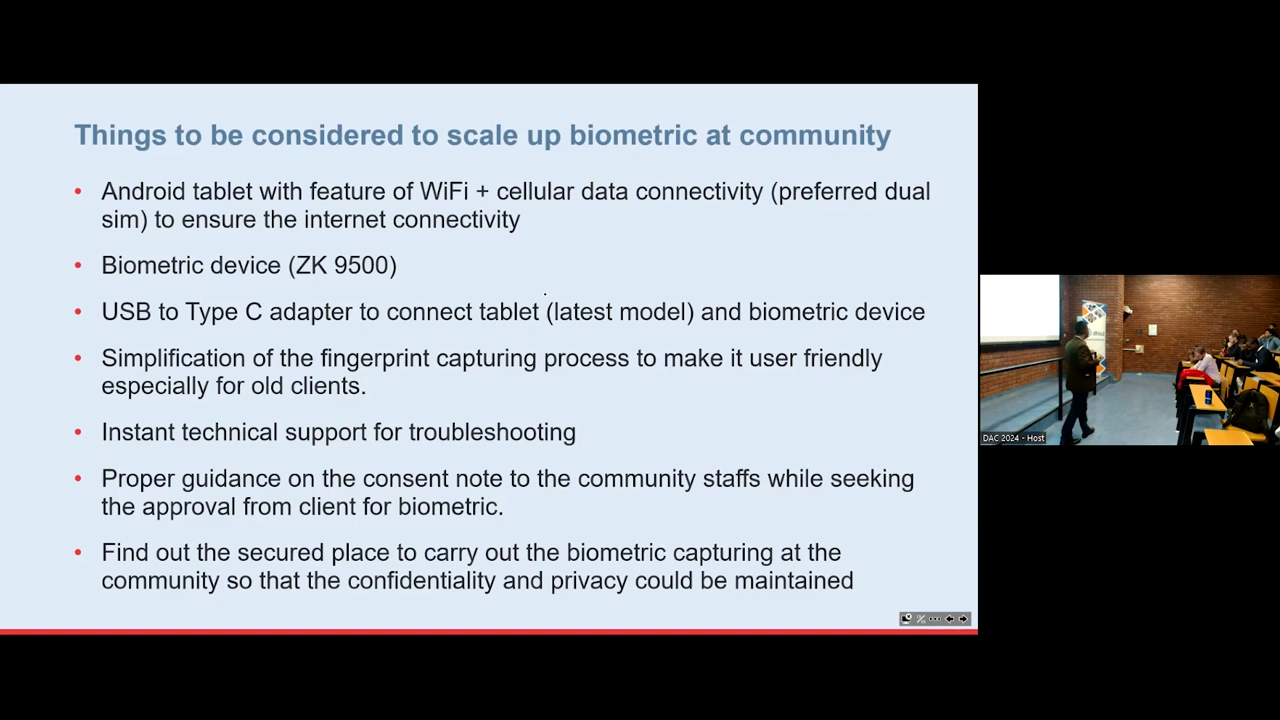 Things to be considered to scale up biometric at community
• Android tablet with feature of WiFi + cellular data connectivity (preferred dual
sim) to ensure the internet connectivity
• Biometric device (ZK 9500)
• USB to Type C adapter to connect tablet (latest model) and biometric device
• Simplification of the fingerprint capturing process to make it user friendly
especially for old clients.
• Instant technical support for troubleshooting
• Proper guidance on the consent note to the community staffs while seeking
the approval from client for biometric.
• Find out the secured place to carry out the biometric capturing at the
community so that the confidentiality and privacy could be maintained
DAC 2024 - Host